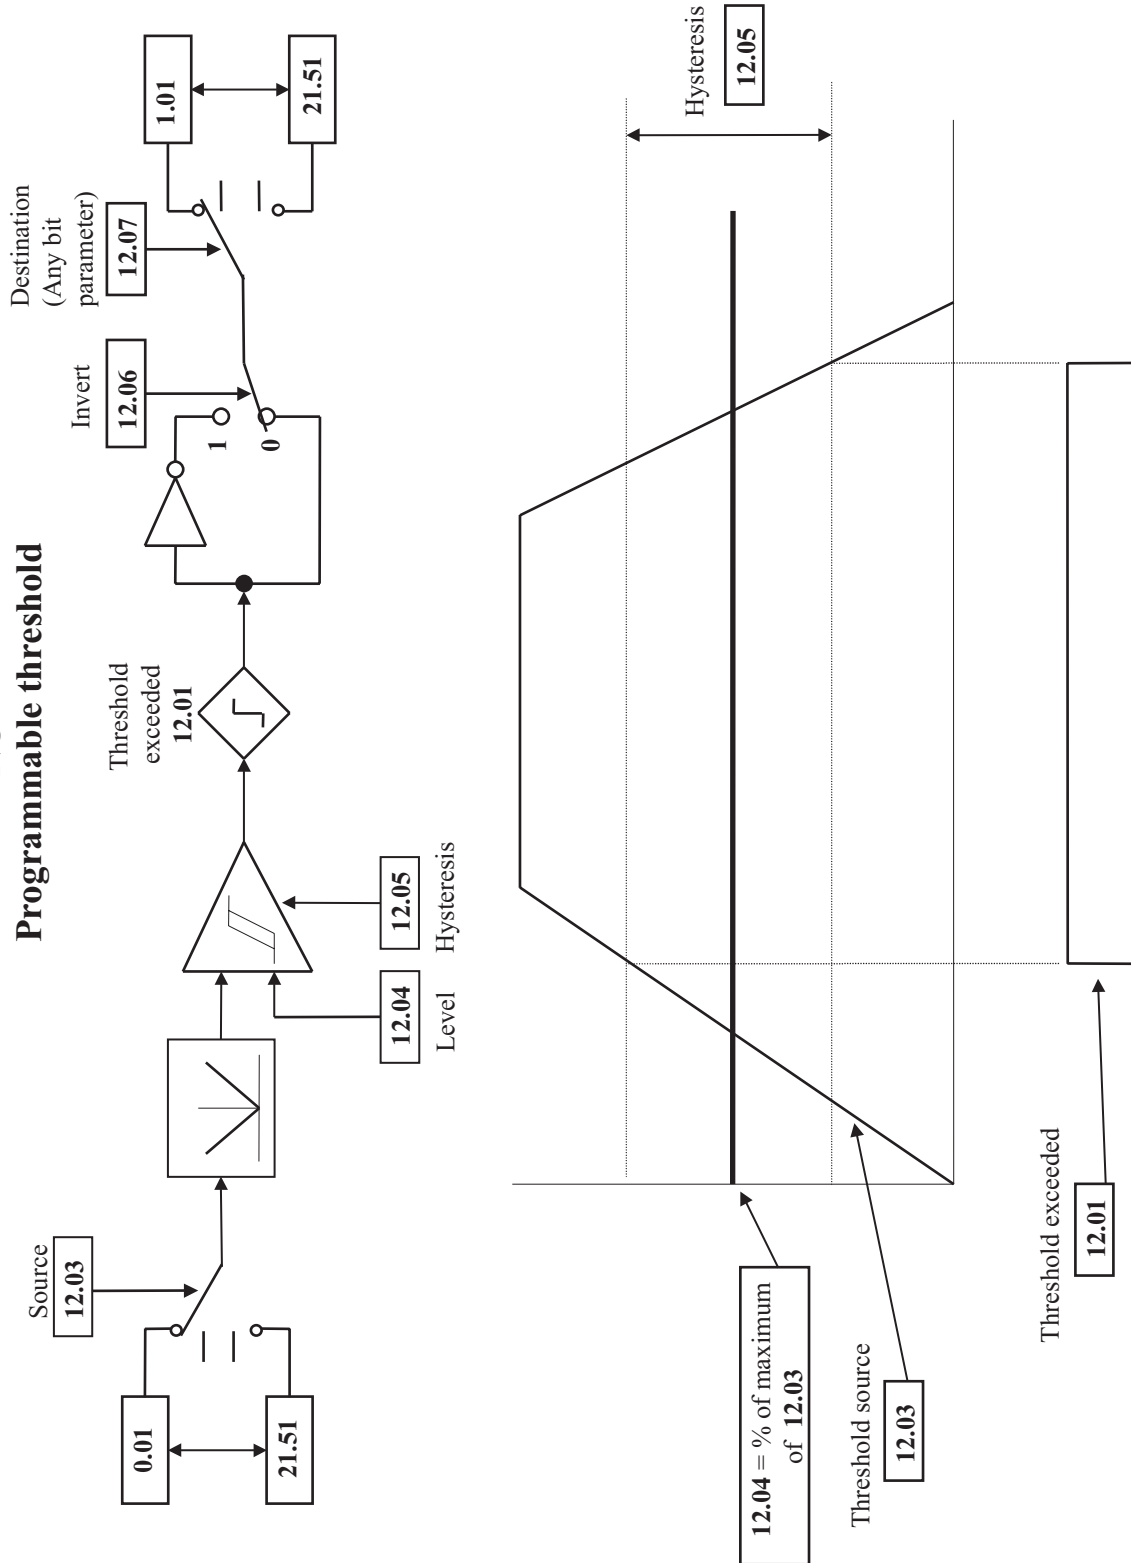 Programmable threshold
Source
12.03
0.01
21.51
12.04
Level
12.05
Hysteresis
Threshold
exceeded
12.01
Invert
12.06
1
0
Destination
(Any bit
parameter)
12.07
1.01
21.51
Hysteresis
12.05
12.04 = % of maximum
of 12.03
Threshold source
12.03
Threshold exceeded
12.01